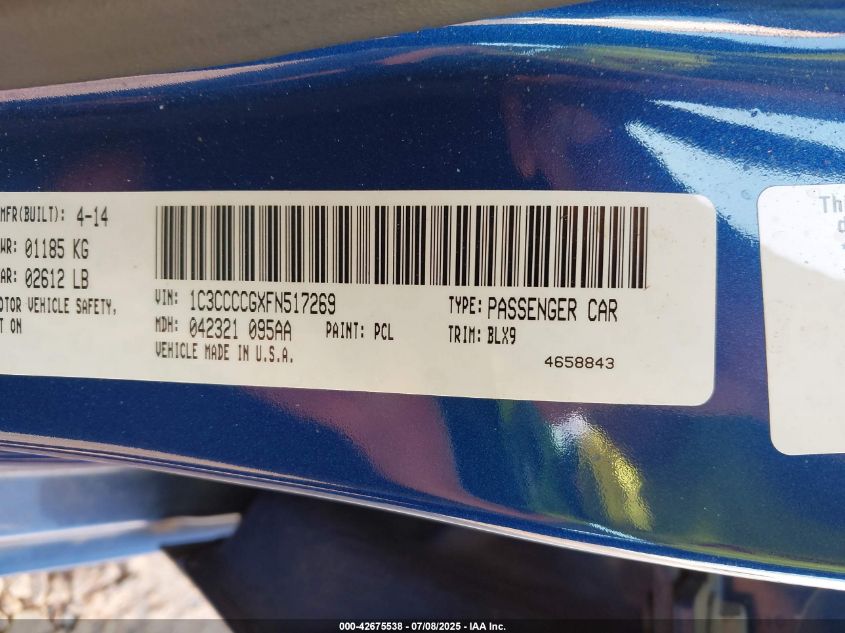 MFR(BUILT): 4-14
WR: 01185 KG
AR: 02612 LB
OTOR VEHICLE SAFETY,
T ON
VIN: 1C3CCCCGXFN517269
TYPE: PASSENGER CAR
MDH: 042321 095AA
PAINT: PCL
TRIM: BLX9
VEHICLE MADE IN U.S.A.
4658843
Thi
d
000-42675538 - 07/08/2025 - IAA Inc.